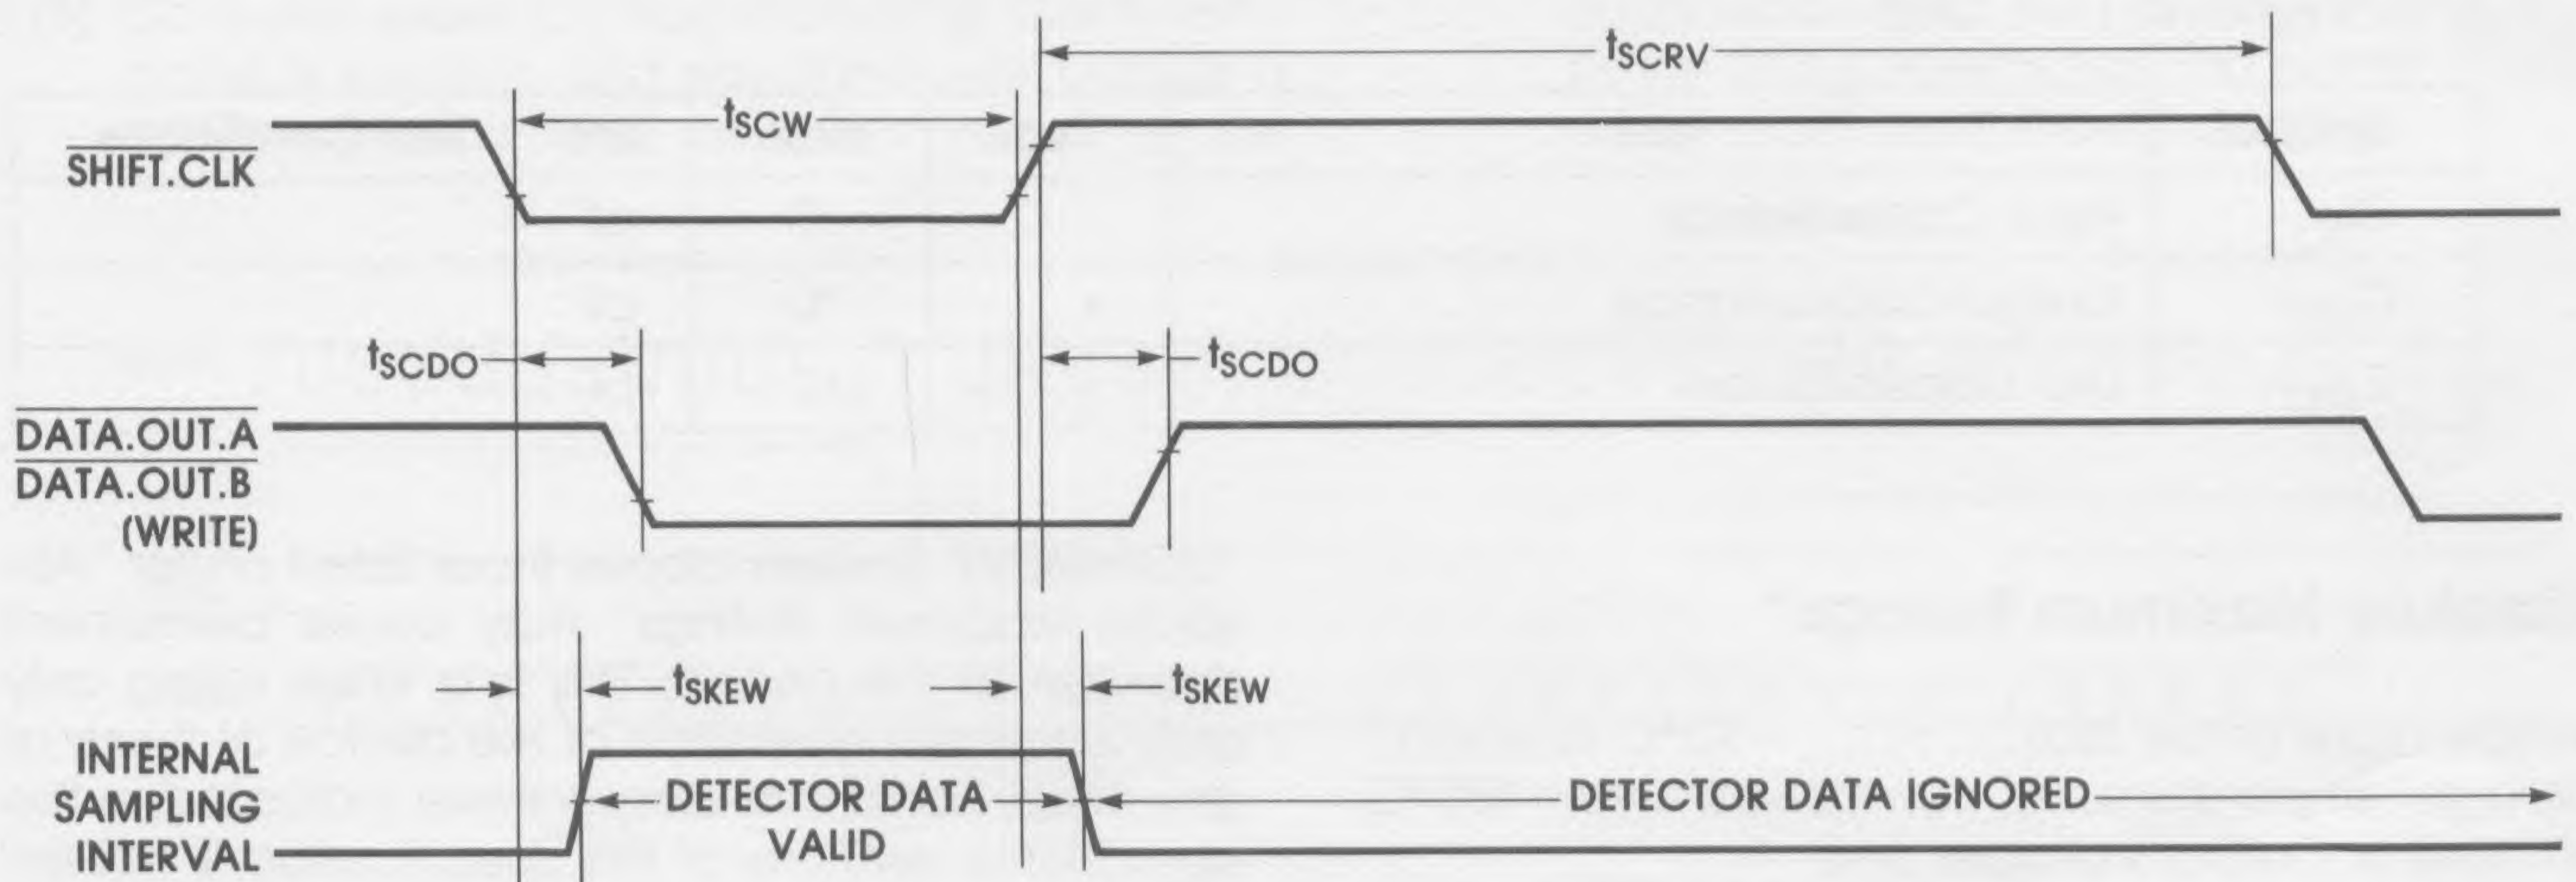 tSCRV
tSCW
SHIFT.CLK
tSCDO
tSCDO
DATA.OUT.A
DATA.OUT.B
(WRITE)
tSKEW
tSKEW
INTERNAL
SAMPLING
INTERVAL
DETECTOR DATA
VALID
DETECTOR DATA IGNORED